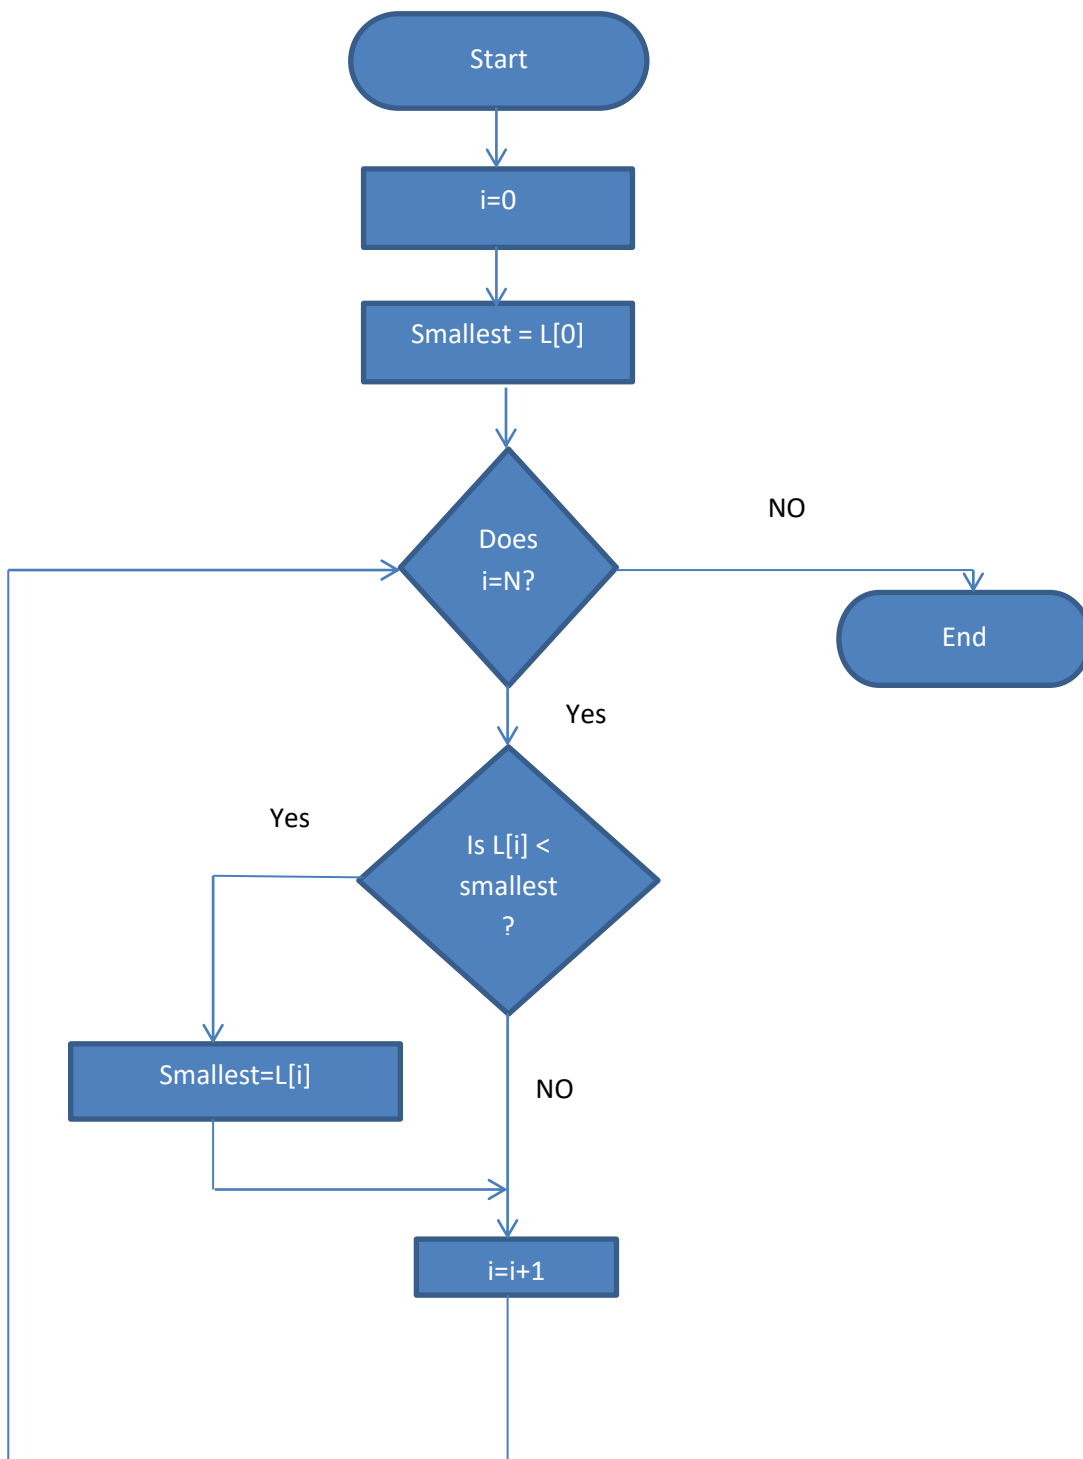 Start
i=0
Smallest = L[0]
Does
i=N?
NO
End
Yes
Yes
Is L[i] <
smallest
?
Smallest=L[i]
NO
i=i+1